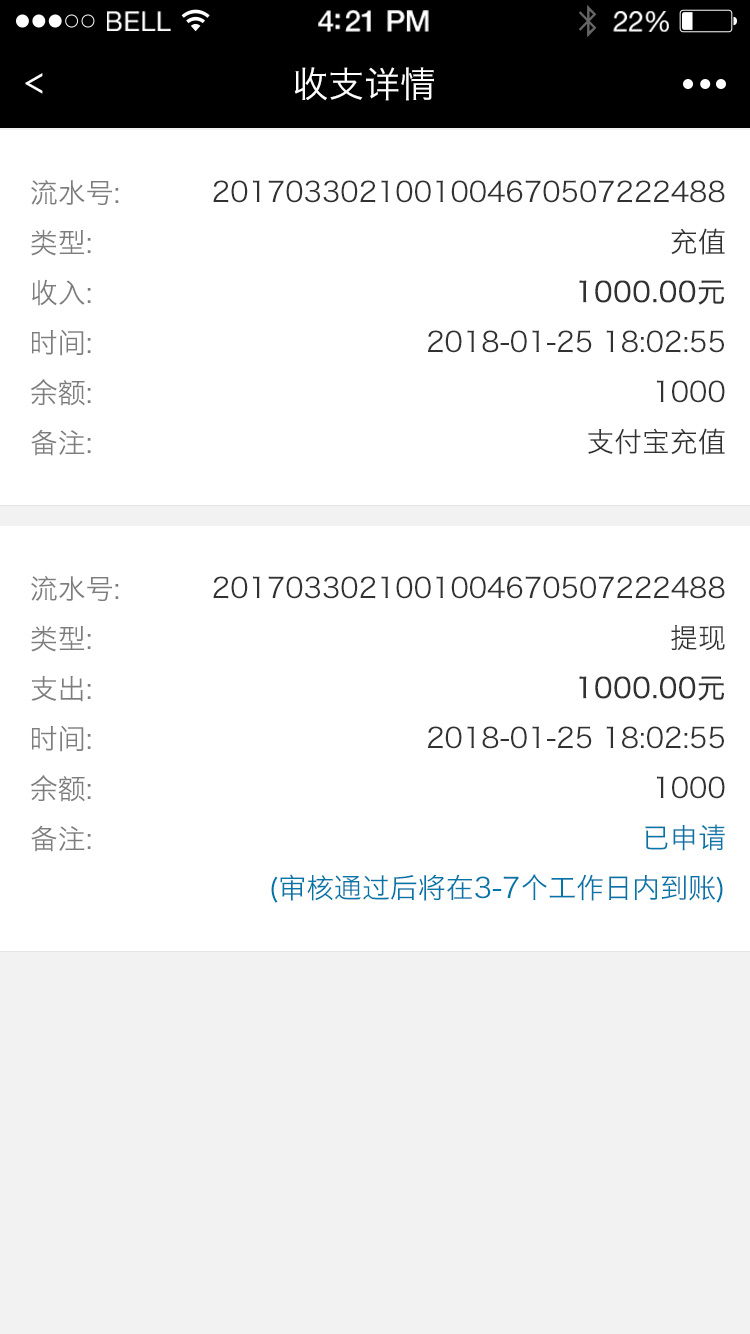 BELL 4:21 PM 22%
< 收支详情
流水号: 2017033021001004670507222488
类型: 充值
收入: 1000.00元
时间: 2018-01-25 18:02:55
余额: 1000
备注: 支付宝充值
流水号: 2017033021001004670507222488
类型: 提现
支出: 1000.00元
时间: 2018-01-25 18:02:55
余额: 1000
备注: 已申请
(审核通过后将在3-7个工作日内到账)